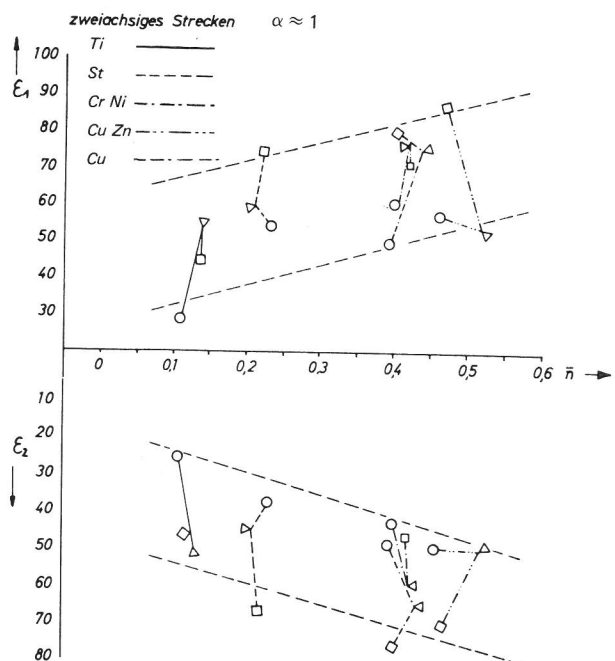 zweiachsiges Strecken α ≈ 1
Ti
St
Cr Ni
Cu Zn
Cu
ε₁
100
90
80
70
60
50
40
30
0 0,1 0,2 0,3 0,4 0,5 0,6 n̄
10
20
30
40
50
60
70
80
ε₂